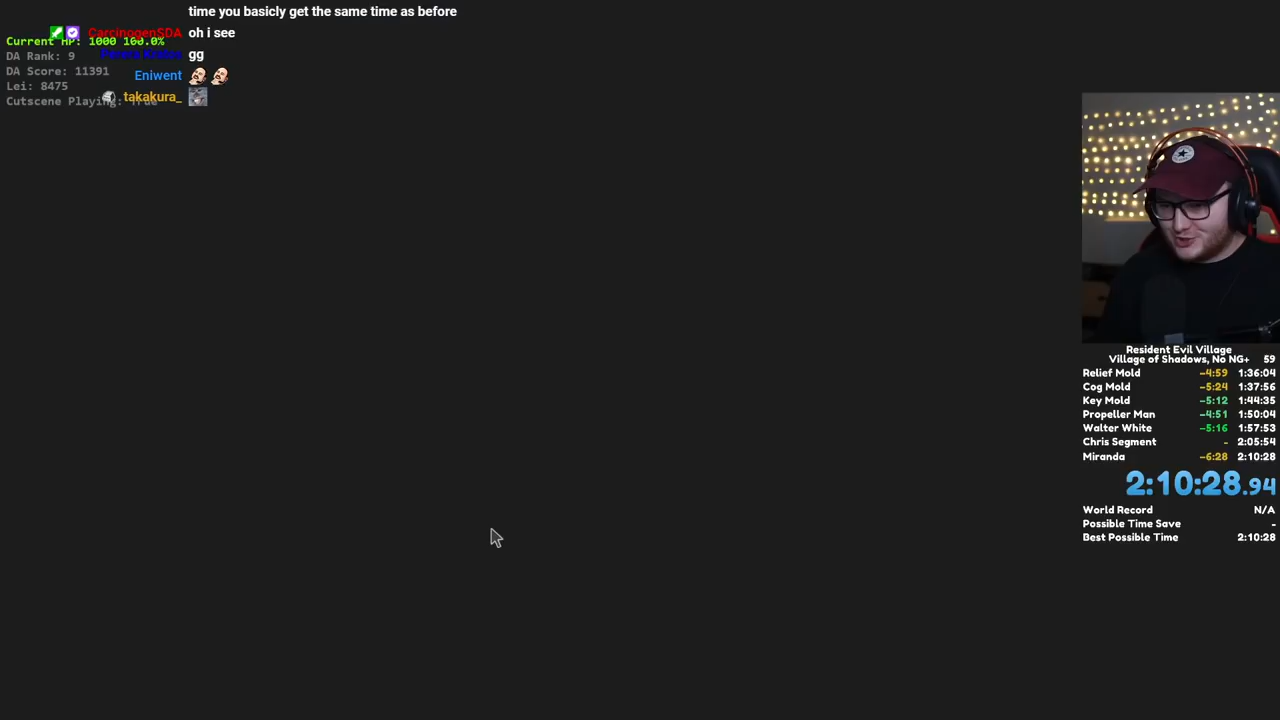 time you basicly get the same time as before
CarcinogenSDA oh i see
Current HP: 1000 100.0%
gg
DA Rank: 9
DA Score: 11391
Eniwent
Lei: 8475
takakura_
Cutscene Playing: True
Resident Evil Village
Village of Shadows, No NG+ 59
Relief Mold -4:59 1:36:04
Cog Mold -5:24 1:37:56
Key Mold -5:12 1:44:35
Propeller Man -4:51 1:50:04
Walter White -5:16 1:57:53
Chris Segment - 2:05:54
Miranda -6:28 2:10:28
2:10:28.94
World Record N/A
Possible Time Save -
Best Possible Time 2:10:28